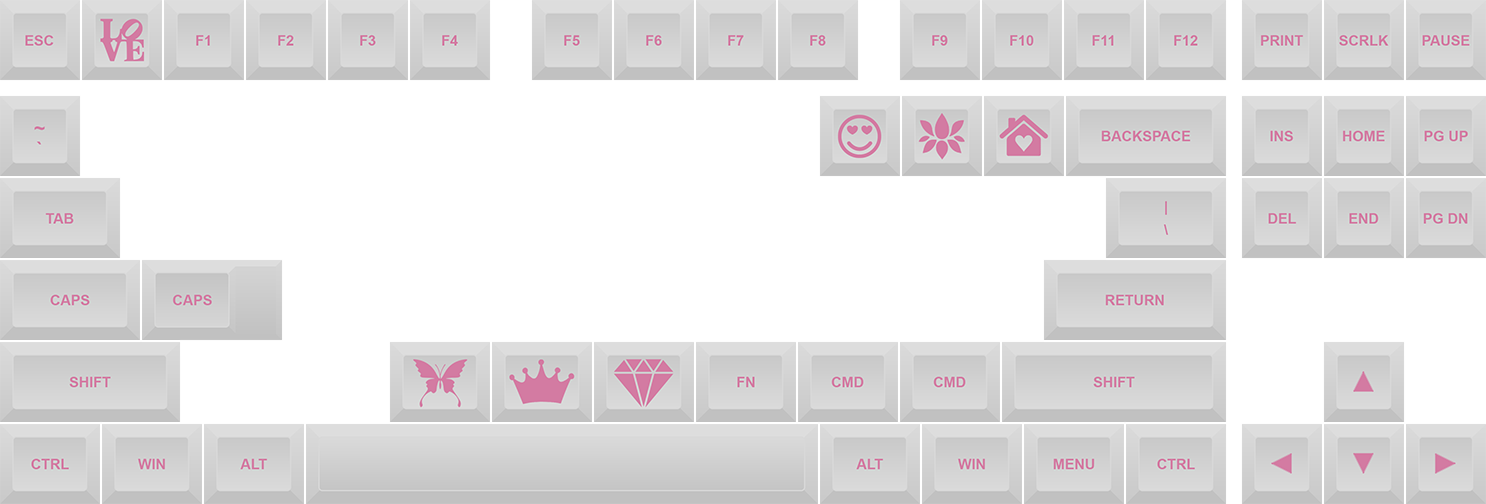 ESC LOVE F1 F2 F3 F4 F5 F6 F7 F8 F9 F10 F11 F12 PRINT SCRLK PAUSE
~
` BACKSPACE INS HOME PG UP
TAB |
\ DEL END PG DN
CAPS CAPS RETURN
SHIFT FN CMD CMD SHIFT ▲
CTRL WIN ALT ALT WIN MENU CTRL ◀ ▼ ▶